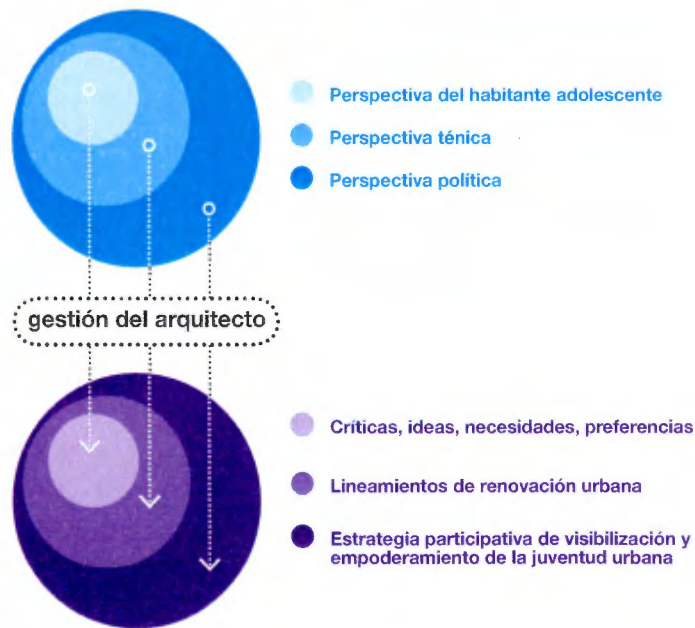 Perspectiva del habitante adolescente
Perspectiva ténica
Perspectiva política
gestión del arquitecto
Críticas, ideas, necesidades, preferencias
Lineamientos de renovación urbana
Estrategia participativa de visibilización y
empoderamiento de la juventud urbana